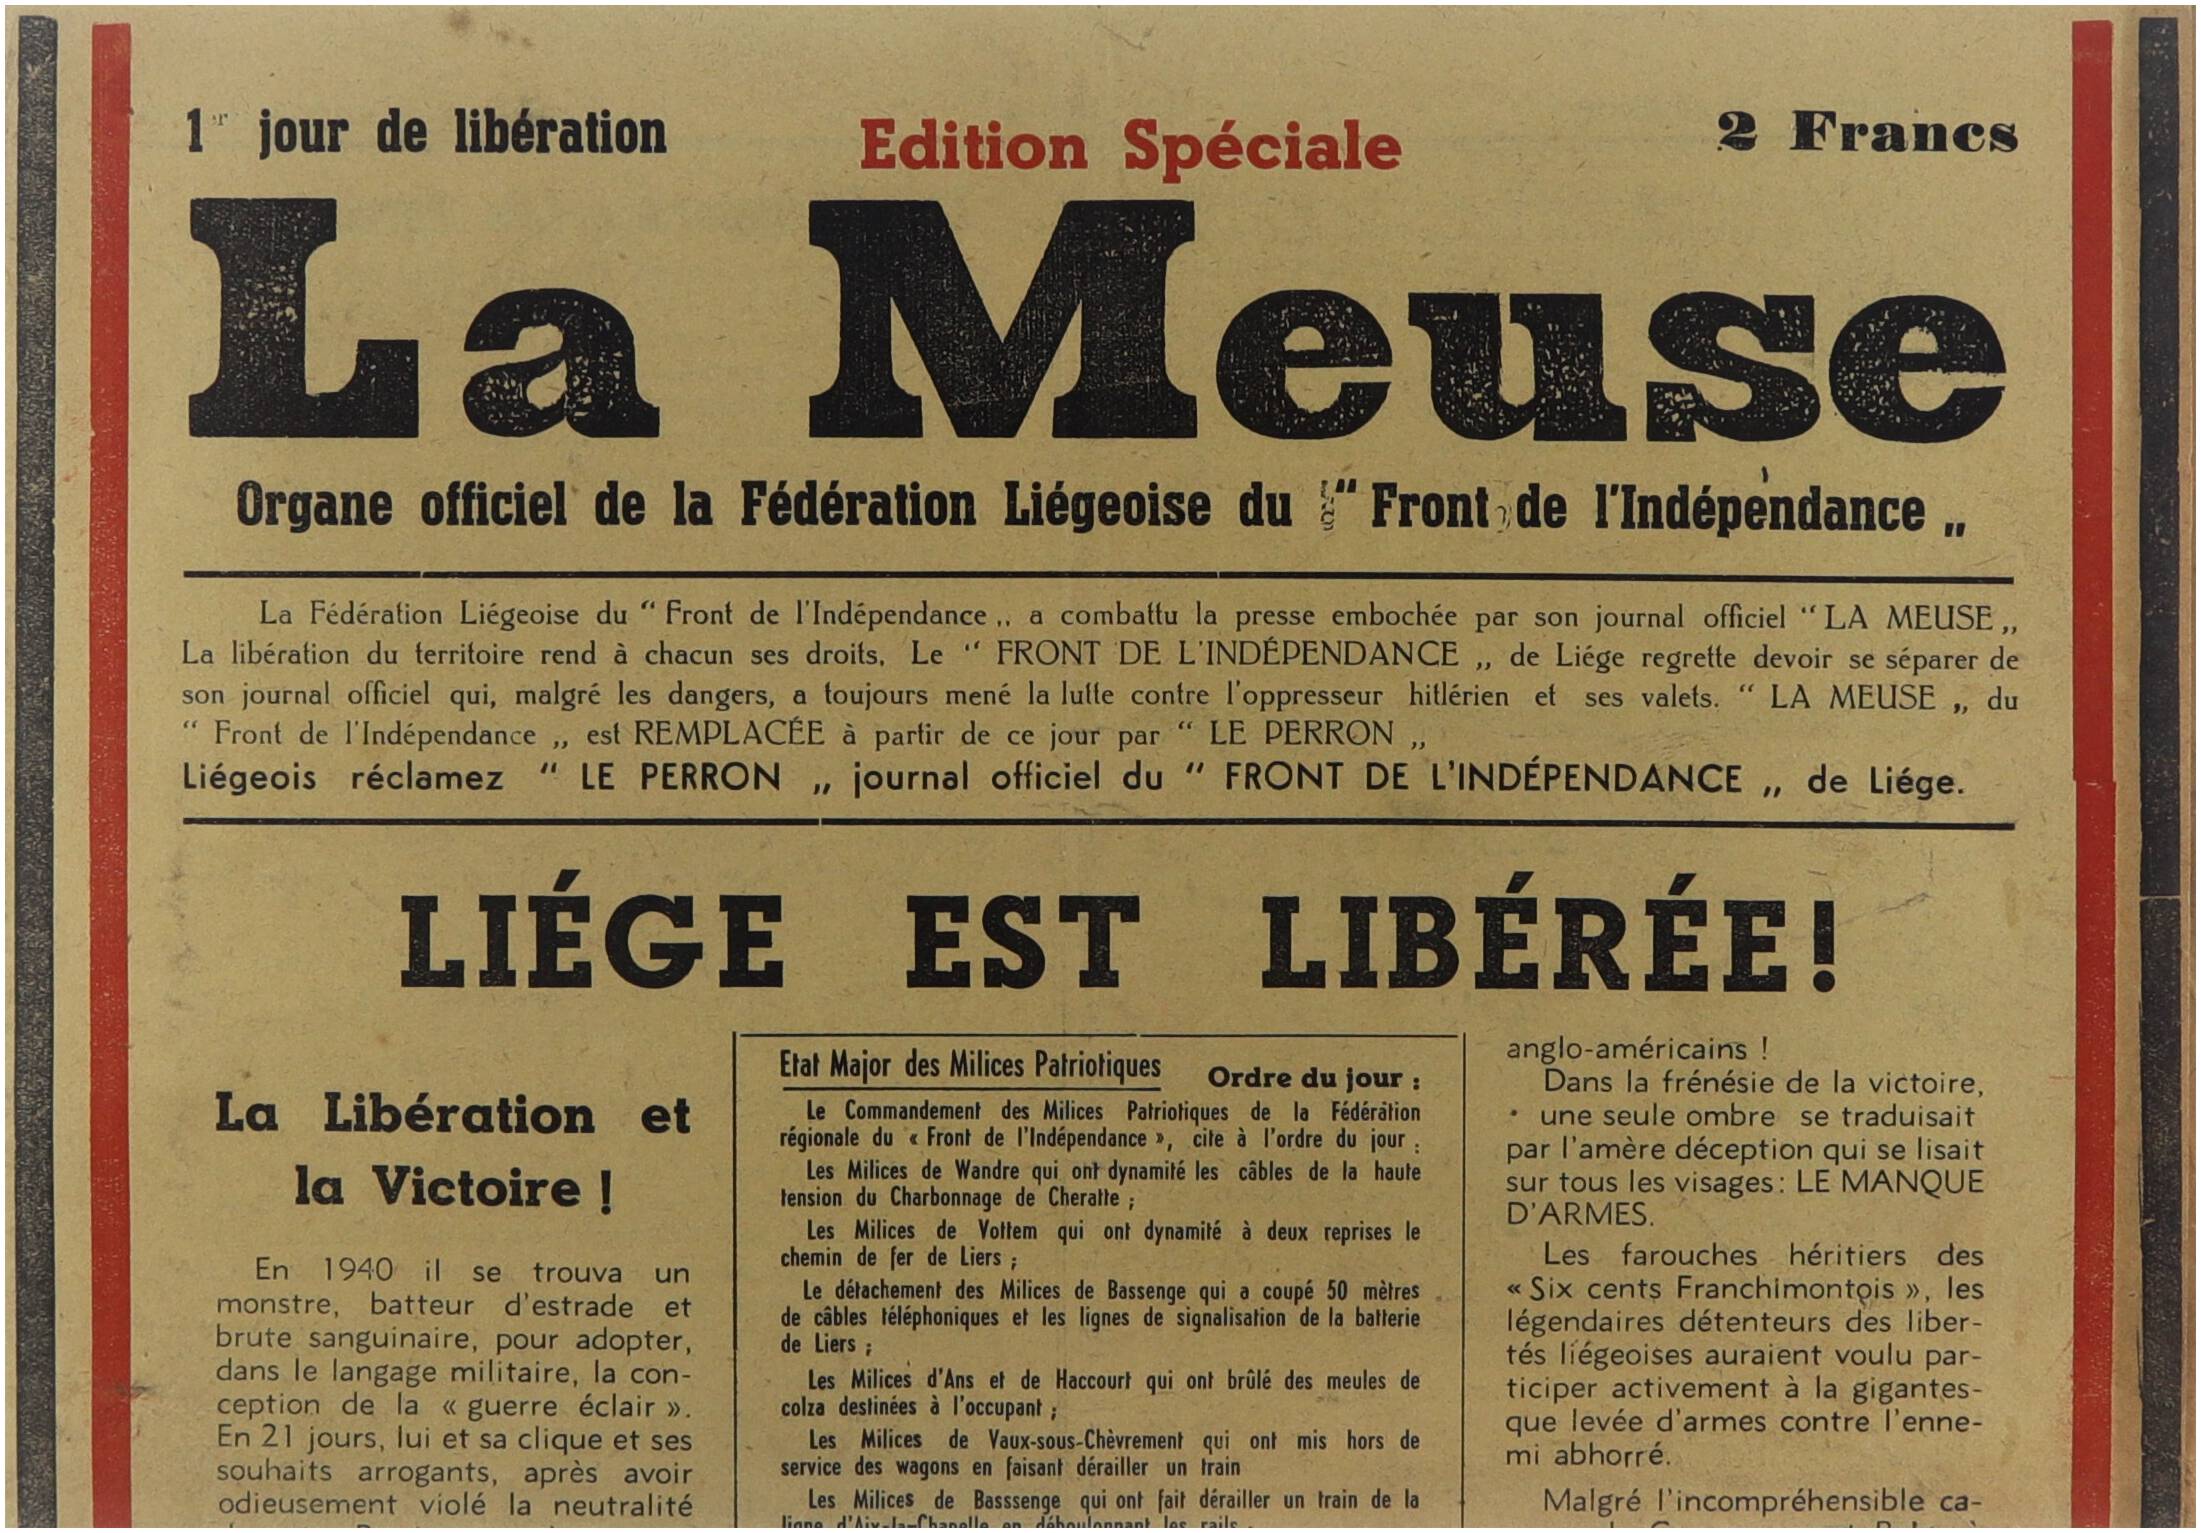 1er jour de libération
Edition Spéciale
2 Francs
La Meuse
Organe officiel de la Fédération Liégeoise du “ Front de l'Indépendance „
La Fédération Liégeoise du “ Front de l'Indépendance „ a combattu la presse embochée par son journal officiel “ LA MEUSE „
La libération du territoire rend à chacun ses droits. Le “ FRONT DE L'INDÉPENDANCE „ de Liége regrette devoir se séparer de
son journal officiel qui, malgré les dangers, a toujours mené la lutte contre l'oppresseur hitlérien et ses valets. “ LA MEUSE „ du
“ Front de l'Indépendance „ est REMPLACÉE à partir de ce jour par “ LE PERRON „
Liégeois réclamez “ LE PERRON „ journal officiel du “ FRONT DE L'INDÉPENDANCE „ de Liége.
LIÉGE EST LIBÉRÉE!
La Libération et
la Victoire !
En 1940 il se trouva un
monstre, batteur d'estrade et
brute sanguinaire, pour adopter,
dans le langage militaire, la con-
ception de la « guerre éclair ».
En 21 jours, lui et sa clique et ses
souhaits arrogants, après avoir
odieusement violé la neutralité
Etat Major des Milices Patriotiques
Ordre du jour :
Le Commandement des Milices Patriotiques de la Fédération
régionale du « Front de l'Indépendance », cite à l'ordre du jour :
Les Milices de Wandre qui ont dynamité les câbles de la haute
tension du Charbonnage de Cheratte ;
Les Milices de Vottem qui ont dynamité à deux reprises le
chemin de fer de Liers ;
Le détachement des Milices de Bassenge qui a coupé 50 mètres
de câbles téléphoniques et les lignes de signalisation de la batterie
de Liers ;
Les Milices d'Ans et de Haccourt qui ont brûlé des meules de
colza destinées à l'occupant ;
Les Milices de Vaux-sous-Chèvrement qui ont mis hors de
service des wagons en faisant dérailler un train
Les Milices de Basssenge qui ont fait dérailler un train de la
ligne d'Aix-la-Chapelle en déboulonnant les rails
anglo-américains !
Dans la frénésie de la victoire,
une seule ombre se traduisait
par l'amère déception qui se lisait
sur tous les visages: LE MANQUE
D'ARMES.
Les farouches héritiers des
« Six cents Franchimontois », les
légendaires détenteurs des liber-
tés liégeoises auraient voulu par-
ticiper activement à la gigantes-
que levée d'armes contre l'enne-
mi abhorré.
Malgré l'incompréhensible ca-